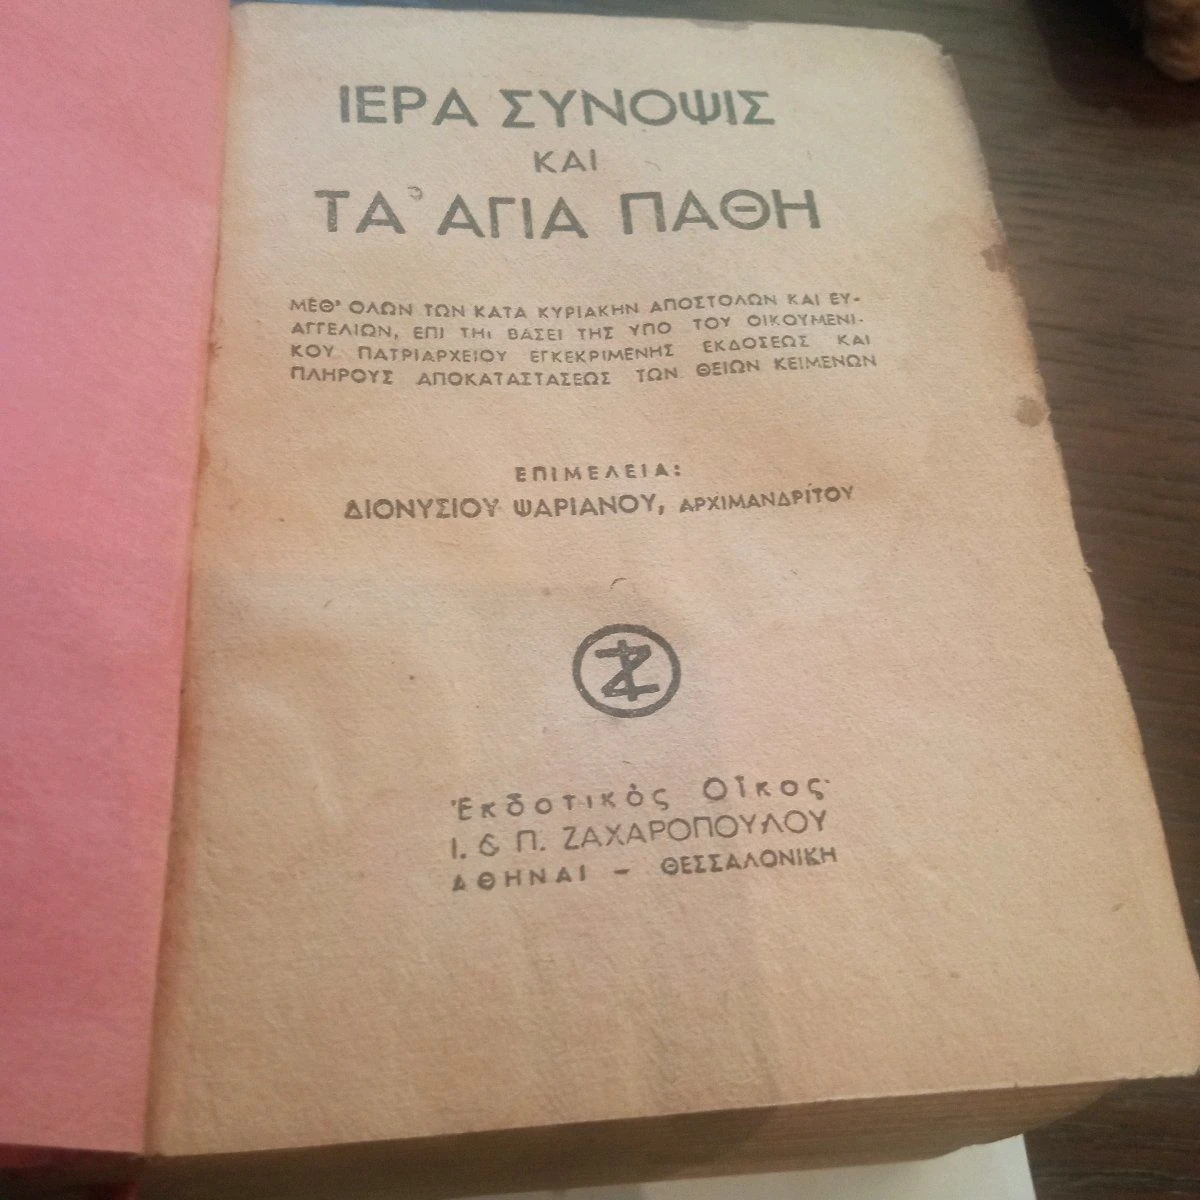 ΙΕΡΑ ΣΥΝΟΨΙΣ
ΚΑΙ
ΤΑ ἍΓΙΑ ΠΑΘΗ
ΜΕΘ' ΟΛΩΝ ΤΩΝ ΚΑΤΑ ΚΥΡΙΑΚΗΝ ΑΠΟΣΤΟΛΩΝ ΚΑΙ ΕΥ-
ΑΓΓΕΛΙΩΝ, ΕΠΙ ΤΗι ΒΑΣΕΙ ΤΗΣ ΥΠΟ ΤΟΥ ΟΙΚΟΥΜΕΝΙ-
ΚΟΥ ΠΑΤΡΙΑΡΧΕΙΟΥ ΕΓΚΕΚΡΙΜΕΝΗΣ ΕΚΔΟΣΕΩΣ ΚΑΙ
ΠΛΗΡΟΥΣ ΑΠΟΚΑΤΑΣΤΑΣΕΩΣ ΤΩΝ ΘΕΙΩΝ ΚΕΙΜΕΝΩΝ
ΕΠΙΜΕΛΕΙΑ:
ΔΙΟΝΥΣΙΟΥ ΨΑΡΙΑΝΟΥ, ΑΡΧΙΜΑΝΔΡΊΤΟΥ
Ἐκδοτικὸς Οἶκος
Ι. & Π. ΖΑΧΑΡΟΠΟΥΛΟΥ
ΑΘΗΝΑΙ - ΘΕΣΣΑΛΟΝΙΚΗ